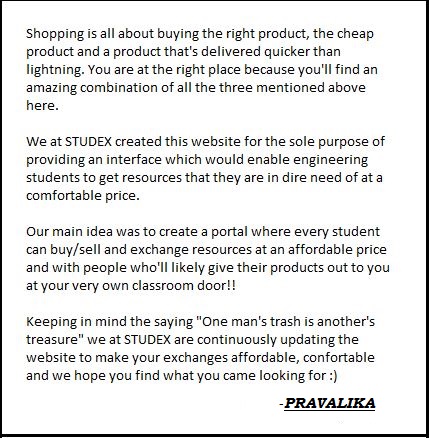 Shopping is all about buying the right product, the cheap
product and a product that's delivered quicker than
lightning. You are at the right place because you'll find an
amazing combination of all the three mentioned above
here.
We at STUDEX created this website for the sole purpose of
providing an interface which would enable engineering
students to get resources that they are in dire need of at a
comfortable price.
Our main idea was to create a portal where every student
can buy/sell and exchange resources at an affordable price
and with people who'll likely give their products out to you
at your very own classroom door!!
Keeping in mind the saying "One man's trash is another's
treasure" we at STUDEX are continuously updating the
website to make your exchanges affordable, confortable
and we hope you find what you came looking for :)
-PRAVALIKA